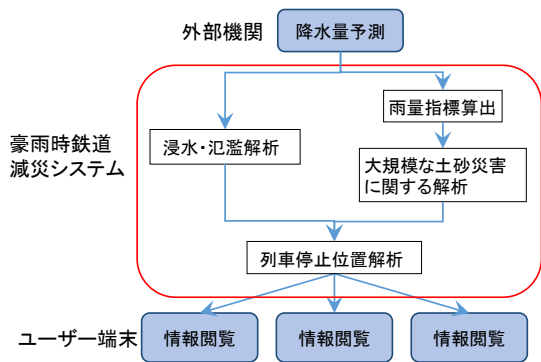 外部機関
降水量予測
雨量指標算出
豪雨時鉄道
減災システム
浸水・氾濫解析
大規模な土砂災害
に関する解析
列車停止位置解析
ユーザー端末
情報閲覧
情報閲覧
情報閲覧